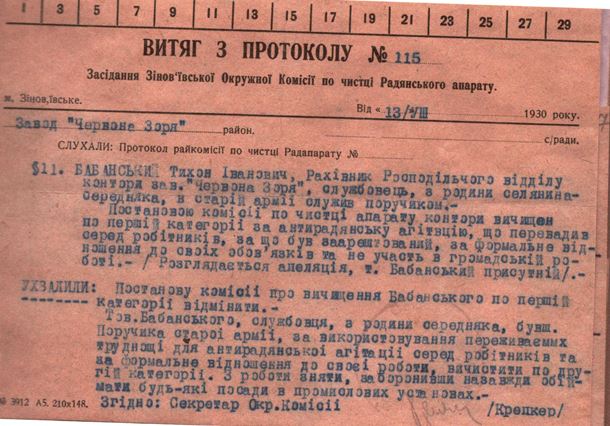 1 3 5 7 9 11 13 15 17 19 21 23 25 27 29
ВИТЯГ З ПРОТОКОЛУ № 115
Засідання Зінов'ївської Окружної Комісії по чистці Радянського апарату.
м. Зінов,ївське. Від « 13/VIII 1930 року.
Завод "Червона Зоря" район. с/ради.
СЛУХАЛИ: Протокол райкомісії по чистці Радапарату №
§11. БАБАНСЬКИЙ Тихон Іванович, Рахівник Росподільчого відділу
контори зав."Червона Зоря", службовець, з родини селянина-
середняка, в старій армії служив поручиком.-
Постановою комісії по чистці апарату контори вичищен
по першій категорії за антирадянську агітацію, що перевадив
серед робітників, за що був заарештований, за формальне від-
ношення до своїх обов'язків та не участь в громадській ро-
боті.- / Розглядається апеляція, т. Бабанський присутній/.-
УХВАЛИЛИ: Постанову комісії про вичищення Бабанського по першій
категорії відмінити.-
Тов.Бабанського, службовця, з родини середняка, бувш.
Поручика старої армії, за використовування переживаємих
труднощі для антирадянської агітації серед робітників та
за формальне відношення до своєї роботи, вичистити по дру-
гій категорії. З роботи зняти, заборонивши назавжди обій-
мати будь-які посади в промислових установах.-
№ 3912 А5. 210х148. Згідно: Секретар Окр.Комісії /Крепкер/